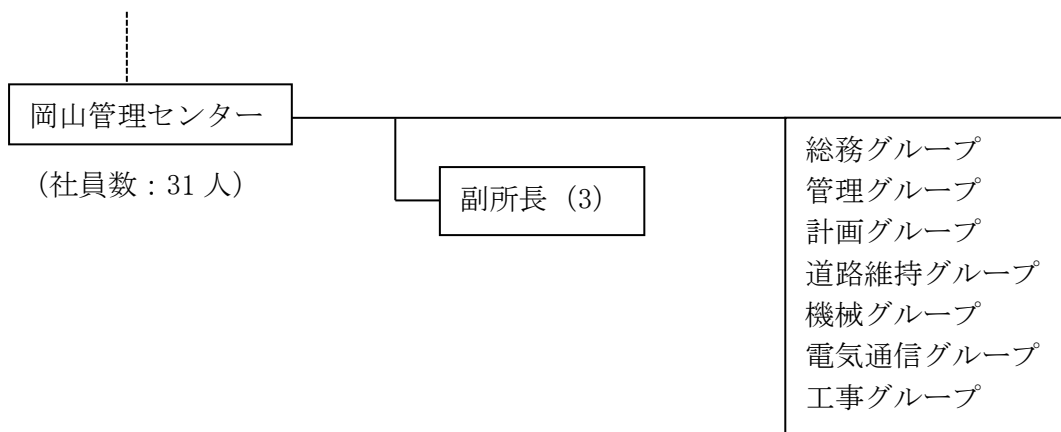 岡山管理センター
（社員数：31 人）
副所長（3）
総務グループ
管理グループ
計画グループ
道路維持グループ
機械グループ
電気通信グループ
工事グループ